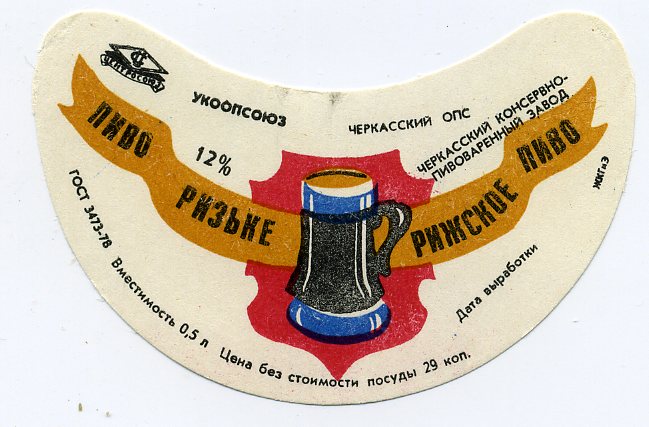 ЦЕНТРОСОЮЗ
УКООПСОЮЗ
ЧЕРКАССКИЙ ОПС
ЧЕРКАССКИЙ КОНСЕРВНО-
ПИВОВАРЕННЫЙ ЗАВОД
ПИВО РИЗЬКЕ
12%
РИЖСКОЕ ПИВО
ГОСТ 3473-78 Вместимость 0,5 л Цена без стоимости посуды 29 коп.
Дата выработки